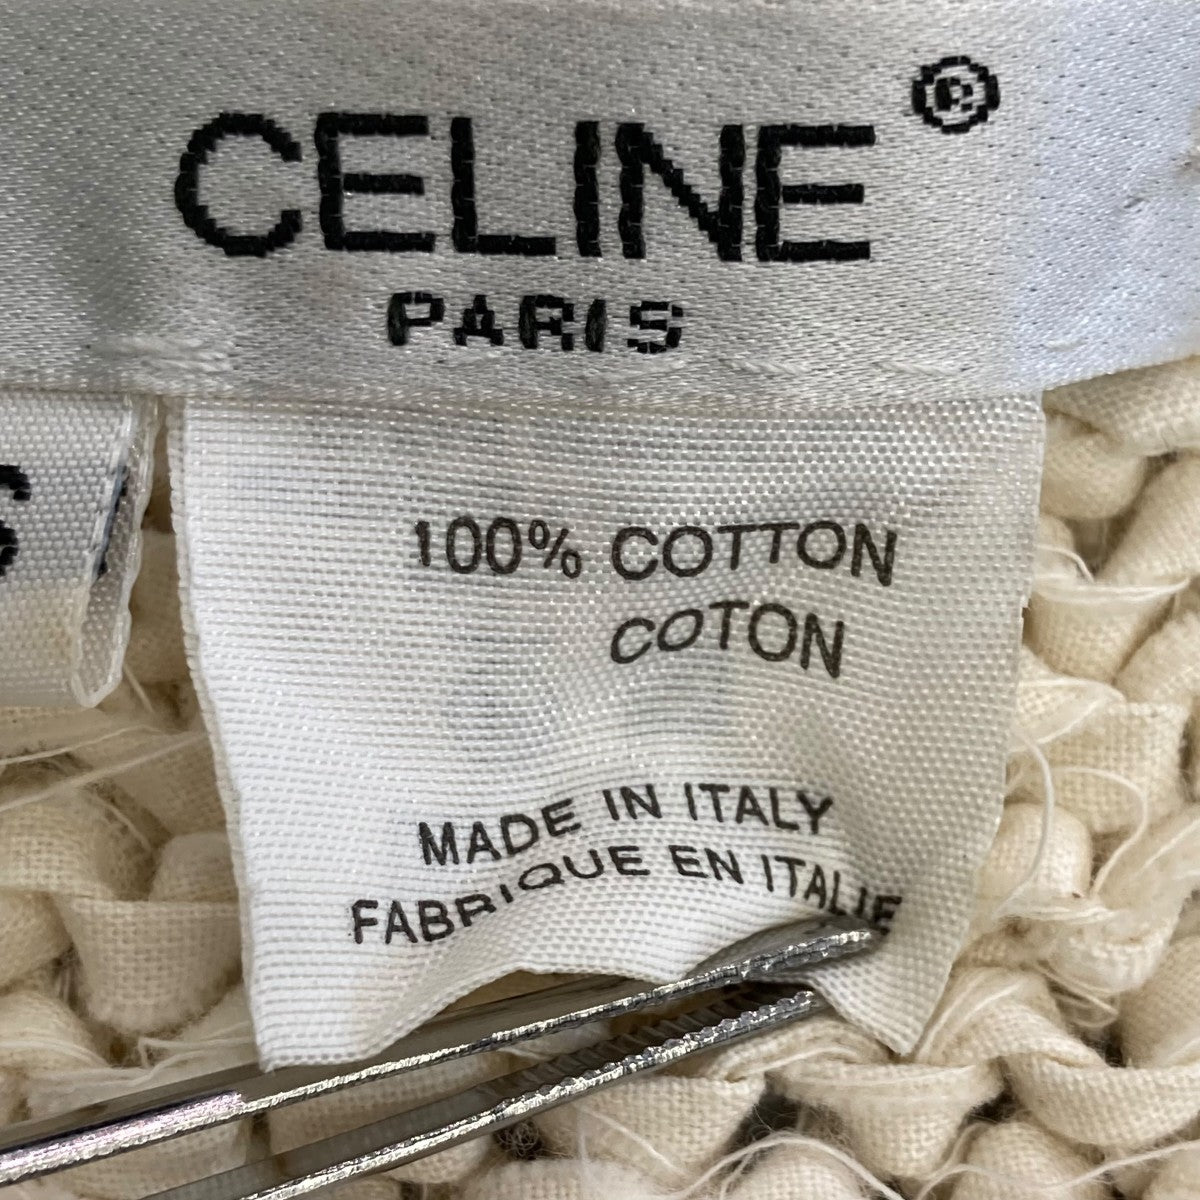 CELINE®
PARIS
S
100% COTTON
COTON
MADE IN ITALY
FABRIQUE EN ITALIE